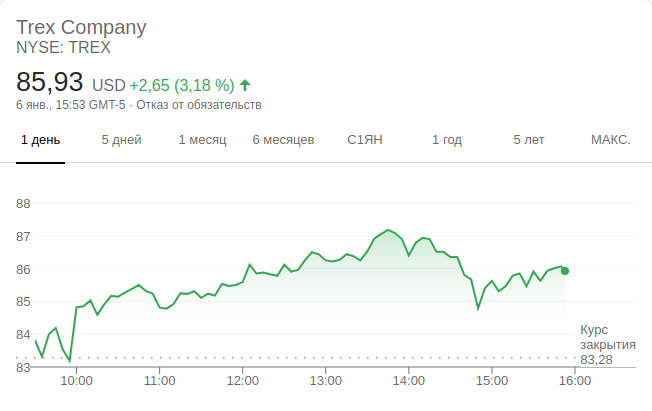 Trex Company
NYSE: TREX
85,93 USD +2,65 (3,18 %)
6 янв., 15:53 GMT-5 · Отказ от обязательств
1 день 5 дней 1 месяц 6 месяцев С1ЯН 1 год 5 лет МАКС.
88
87
86
85
84
83
Курс
закрытия
83,28
10:00 11:00 12:00 13:00 14:00 15:00 16:00